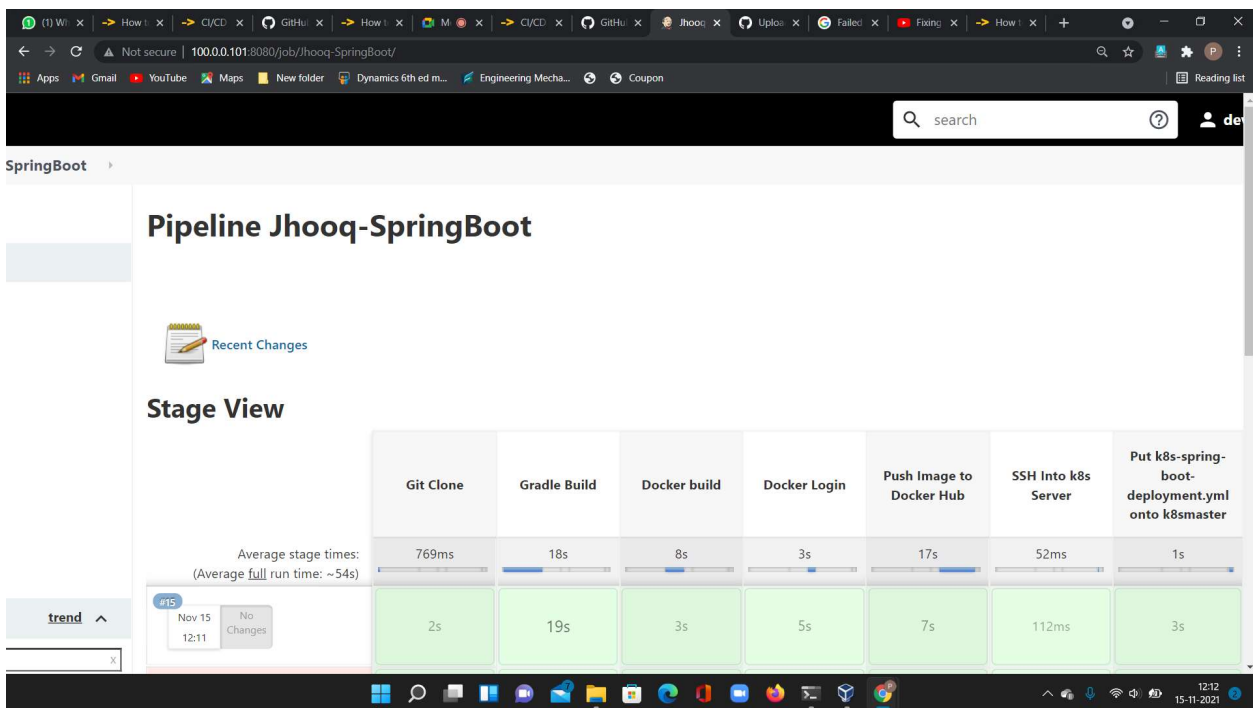 (1) Wh
How t
CI/CD
GitHu
How t
M
CI/CD
GitHu
Jhooq
Uploa
Failed
Fixing
How t
Not secure | 100.0.0.101:8080/job/Jhooq-SpringBoot/
P
Apps
Gmail
YouTube
Maps
New folder
Dynamics 6th ed m...
Engineering Mecha...
Coupon
Reading list
search
dev
SpringBoot
Pipeline Jhooq-SpringBoot
Recent Changes
Stage View
Git Clone
Gradle Build
Docker build
Docker Login
Push Image to
Docker Hub
SSH Into k8s
Server
Put k8s-spring-
boot-
deployment.yml
onto k8smaster
Average stage times:
(Average full run time: ~54s)
769ms
18s
8s
3s
17s
52ms
1s
trend
x
#15
Nov 15
12:11
No
Changes
2s
19s
3s
5s
7s
112ms
3s
12:12
15-11-2021
2